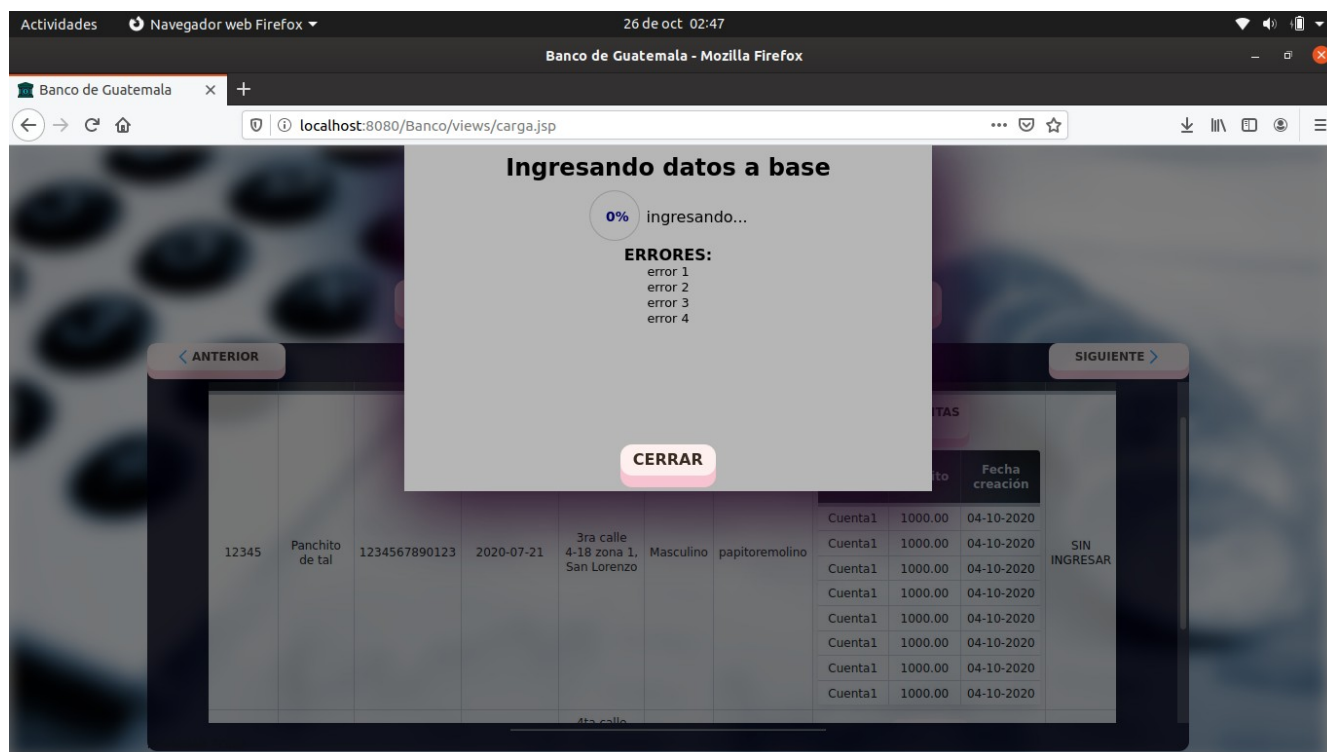 Actividades Navegador web Firefox 26 de oct 02:47
Banco de Guatemala - Mozilla Firefox
Banco de Guatemala
localhost:8080/Banco/views/carga.jsp
Ingresando datos a base
0% ingresando...
ERRORES:
error 1
error 2
error 3
error 4
ANTERIOR
SIGUIENTE
CERRAR
TAS
ito
Fecha
creación
12345
Panchito
de tal
1234567890123
2020-07-21
3ra calle
4-18 zona 1,
San Lorenzo
Masculino
papitoremolino
Cuenta1 1000.00 04-10-2020
Cuenta1 1000.00 04-10-2020
Cuenta1 1000.00 04-10-2020
Cuenta1 1000.00 04-10-2020
Cuenta1 1000.00 04-10-2020
Cuenta1 1000.00 04-10-2020
Cuenta1 1000.00 04-10-2020
Cuenta1 1000.00 04-10-2020
SIN
INGRESAR
4ta calle